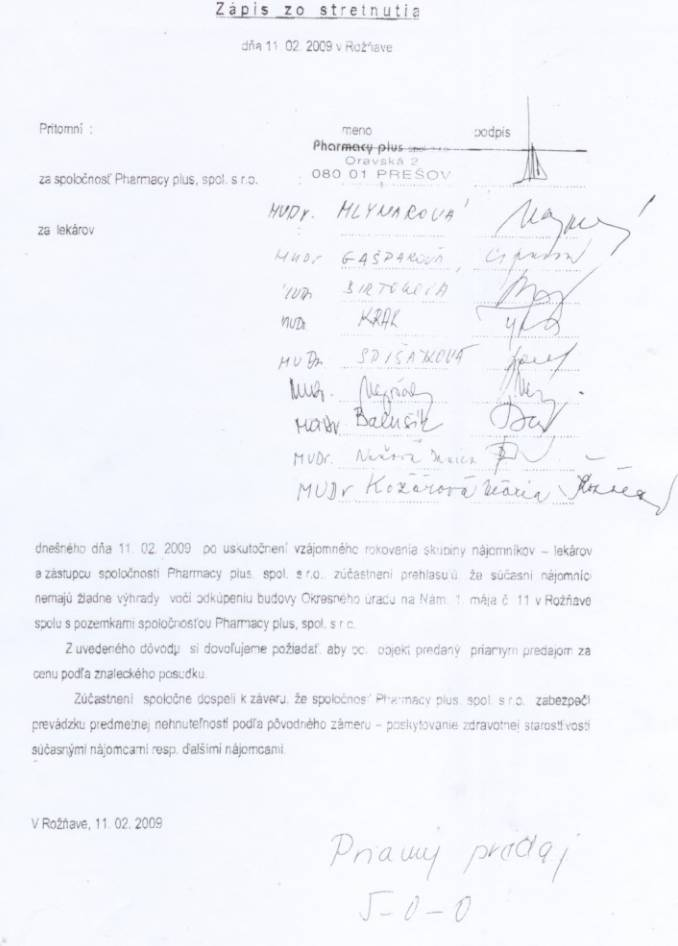 Zápis zo stretnutia
dňa 11. 02. 2009 v Rožňave
Prítomní : meno podpis
Pharmacy plus spol. s r.o.
Oravská 2
080 01 PREŠOV
za spoločnosť Pharmacy plus, spol. s r.o. :
MUDr. MLYNAROVÁ
za lekárov
MUDr GAŠPAROVÁ
MUDr
MUDr KRÁL
MUDr SPIŠÁKOVÁ
MUDr.
MUDr Balušík
MUDr.
MUDr Kožárová Mária
dnešného dňa 11. 02. 2009 po uskutočnení vzájomného rokovania skupiny nájomníkov – lekárov
a zástupcu spoločnosti Pharmacy plus, spol. s r.o., zúčastnení prehlasujú, že súčasní nájomníc
nemajú žiadne výhrady voči odkúpeniu budovy Okresného úradu na Nám. 1. mája č. 11 v Rožňave
spolu s pozemkami spoločnosťou Pharmacy plus, spol. s r.o.
Z uvedeného dôvodu si dovoľujeme požiadať, aby bol objekt predaný priamym predajom za
cenu podľa znaleckého posudku.
Zúčastnení spoločne dospeli k záveru, že spoločnosť Pharmacy plus, spol. s r.o. zabezpečí
prevádzku predmetnej nehnuteľnosti podľa pôvodného zámeru – poskytovanie zdravotnej starostlivosti
súčasnými nájomcami resp. ďalšími nájomcami.
V Rožňave, 11. 02. 2009
Priamy predaj
5-0-0